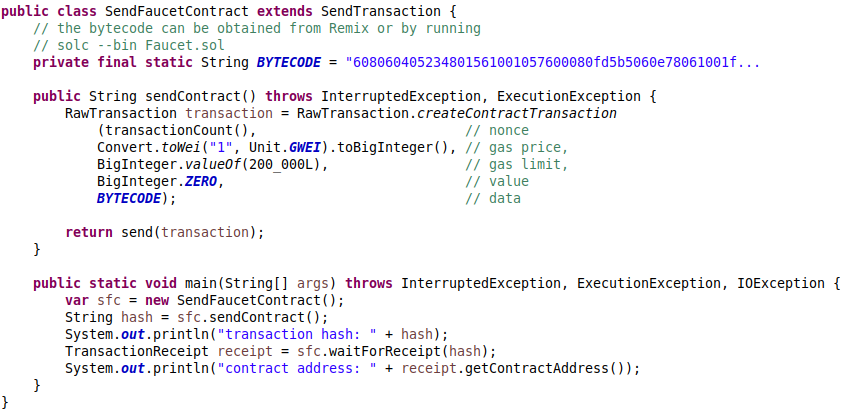 public class SendFaucetContract extends SendTransaction {
    // the bytecode can be obtained from Remix or by running
    // solc --bin Faucet.sol
    private final static String BYTECODE = "608060405234801561001057600080fd5b5060e78061001f...

    public String sendContract() throws InterruptedException, ExecutionException {
        RawTransaction transaction = RawTransaction.createContractTransaction
            (transactionCount(),                          // nonce
            Convert.toWei("1", Unit.GWEI).toBigInteger(), // gas price,
            BigInteger.valueOf(200_000L),                 // gas limit,
            BigInteger.ZERO,                              // value
            BYTECODE);                                    // data

        return send(transaction);
    }

    public static void main(String[] args) throws InterruptedException, ExecutionException, IOException {
        var sfc = new SendFaucetContract();
        String hash = sfc.sendContract();
        System.out.println("transaction hash: " + hash);
        TransactionReceipt receipt = sfc.waitForReceipt(hash);
        System.out.println("contract address: " + receipt.getContractAddress());
    }
}